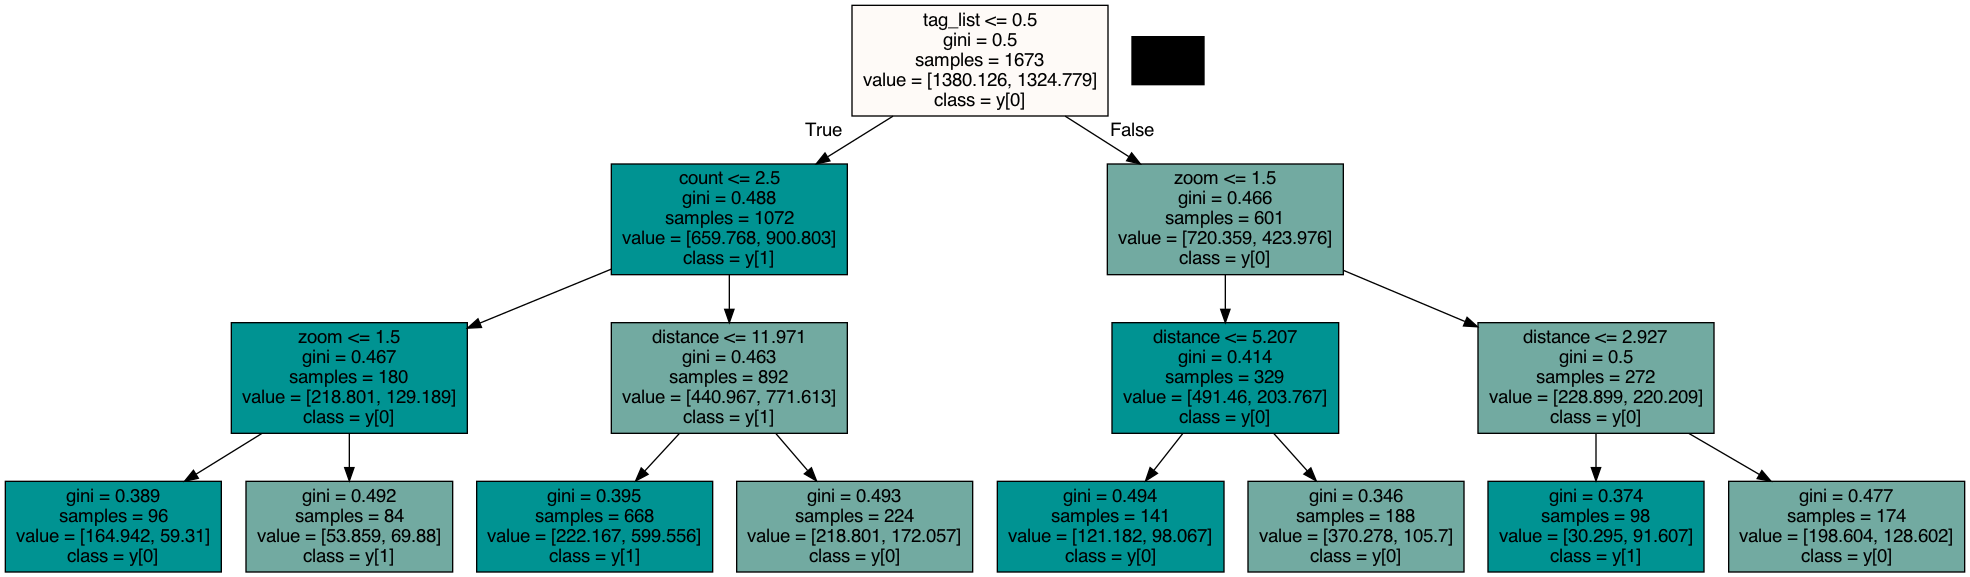 tag_list <= 0.5
gini = 0.5
samples = 1673
value = [1380.126, 1324.779]
class = y[0]
True
False
count <= 2.5
gini = 0.488
samples = 1072
value = [659.768, 900.803]
class = y[1]
zoom <= 1.5
gini = 0.466
samples = 601
value = [720.359, 423.976]
class = y[0]
zoom <= 1.5
gini = 0.467
samples = 180
value = [218.801, 129.189]
class = y[0]
distance <= 11.971
gini = 0.463
samples = 892
value = [440.967, 771.613]
class = y[1]
distance <= 5.207
gini = 0.414
samples = 329
value = [491.46, 203.767]
class = y[0]
distance <= 2.927
gini = 0.5
samples = 272
value = [228.899, 220.209]
class = y[0]
gini = 0.389
samples = 96
value = [164.942, 59.31]
class = y[0]
gini = 0.492
samples = 84
value = [53.859, 69.88]
class = y[1]
gini = 0.395
samples = 668
value = [222.167, 599.556]
class = y[1]
gini = 0.493
samples = 224
value = [218.801, 172.057]
class = y[0]
gini = 0.494
samples = 141
value = [121.182, 98.067]
class = y[0]
gini = 0.346
samples = 188
value = [370.278, 105.7]
class = y[0]
gini = 0.374
samples = 98
value = [30.295, 91.607]
class = y[1]
gini = 0.477
samples = 174
value = [198.604, 128.602]
class = y[0]